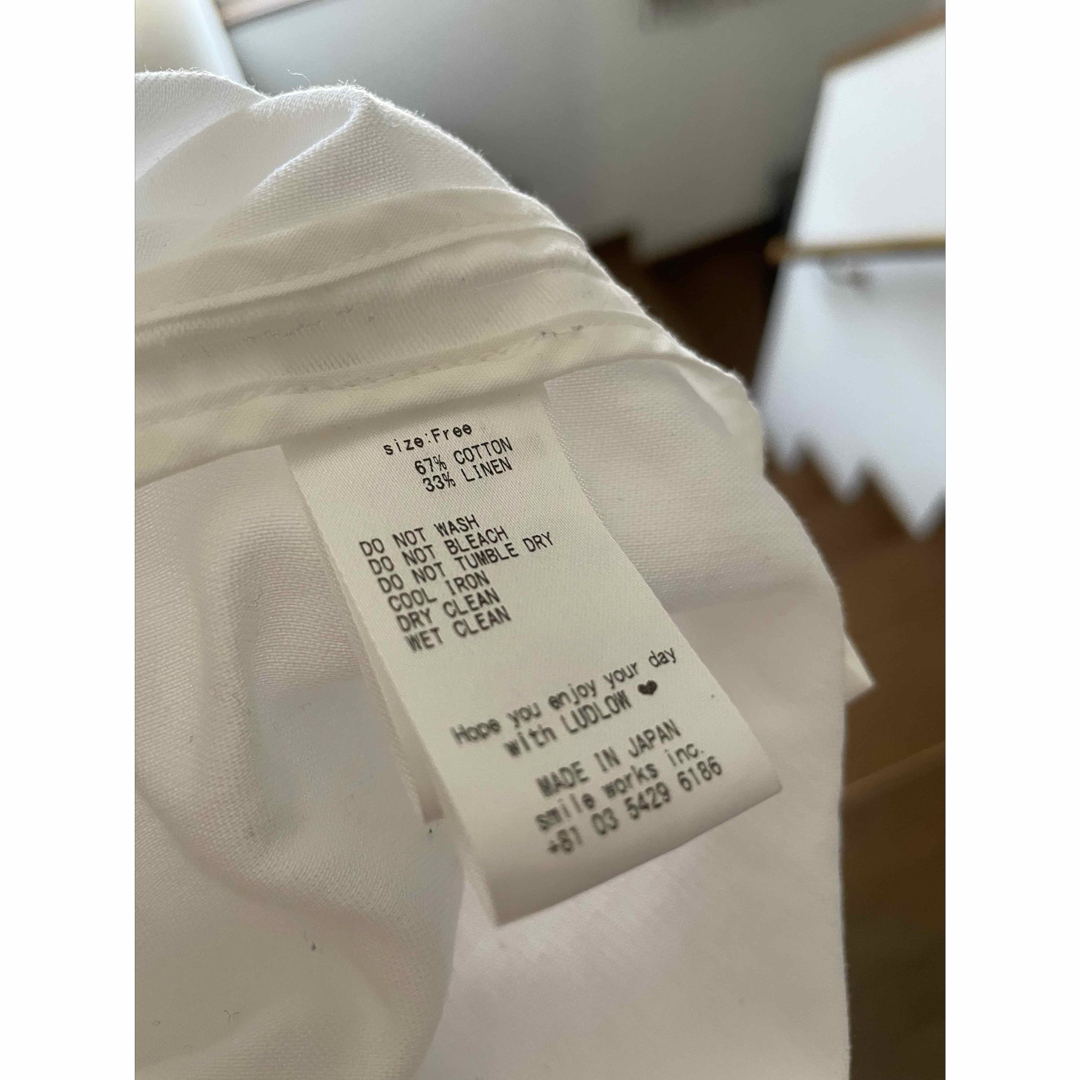 size:Free
67% COTTON
33% LINEN
DO NOT WASH
DO NOT BLEACH
DO NOT TUMBLE DRY
COOL IRON
DRY CLEAN
WET CLEAN
Hope you enjoy your day
with LUDLOW ❤
MADE IN JAPAN
smile works inc.
+81 03 5429 6186